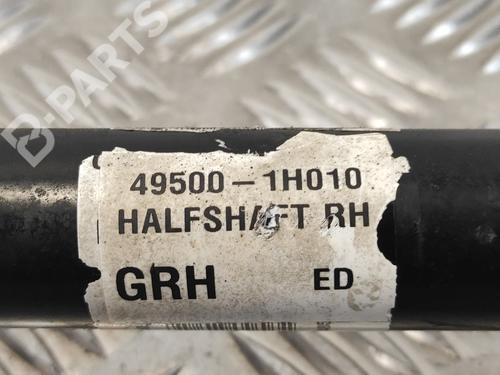 B-PARTS
49500-1H010
HALFSHAFT RH
GRH ED